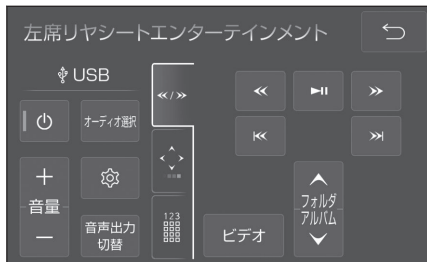 左席リヤシートエンターテインメント
USB
オーディオ選択
＋
音量
－
音声出力
切替
123
ビデオ
フォルダ
アルバム